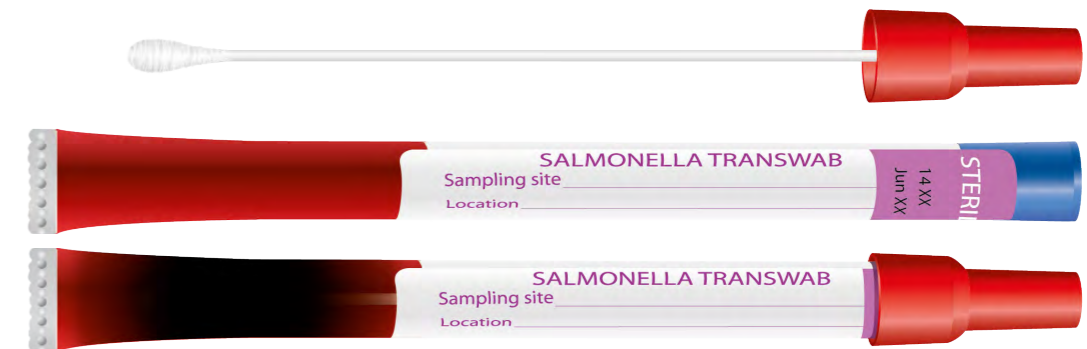 SALMONELLA TRANSWAB
Sampling site
Location
14 XX
Jun XX
STERI
SALMONELLA TRANSWAB
Sampling site
Location